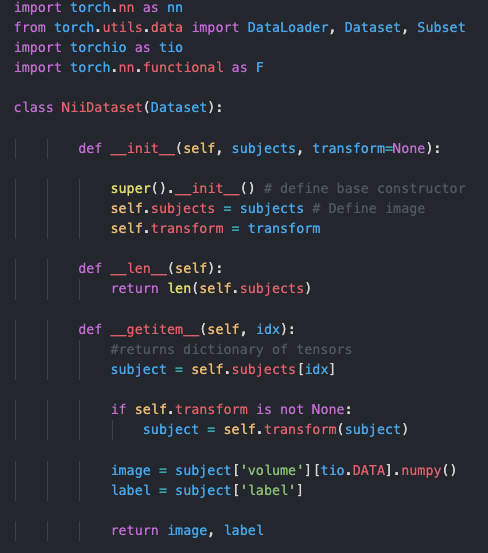 import torch.nn as nn
from torch.utils.data import DataLoader, Dataset, Subset
import torchio as tio
import torch.nn.functional as F
class NiiDataset(Dataset):
def __init__(self, subjects, transform=None):
super().__init__() # define base constructor
self.subjects = subjects # Define image
self.transform = transform
def __len__(self):
return len(self.subjects)
def __getitem__(self, idx):
#returns dictionary of tensors
subject = self.subjects[idx]
if self.transform is not None:
subject = self.transform(subject)
image = subject['volume'][tio.DATA].numpy()
label = subject['label']
return image, label